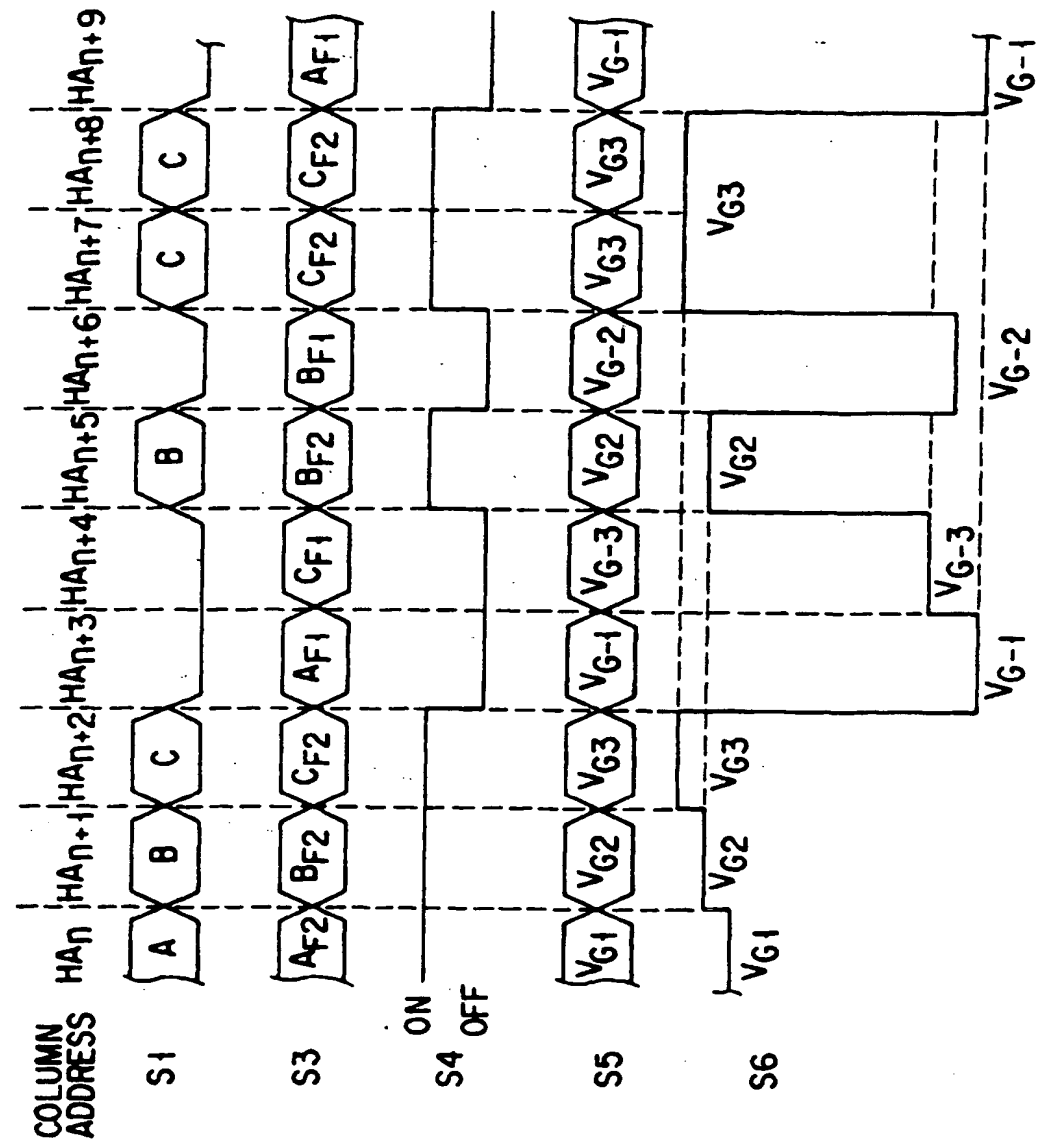 COLUMN
ADDRESS HAn HAn+1 HAn+2 HAn+3 HAn+4 HAn+5 HAn+6 HAn+7 HAn+8 HAn+9
S1 A B C B C C
S3 AF2 BF2 CF2 AF1 CF1 BF2 BF1 CF2 CF2 AF1
S4 ON
OFF
S5 VG1 VG2 VG3 VG-1 VG-3 VG2 VG-2 VG3 VG3 VG-1
S6 VG1 VG2 VG3 VG-1 VG-3 VG2 VG-2 VG3 VG-1